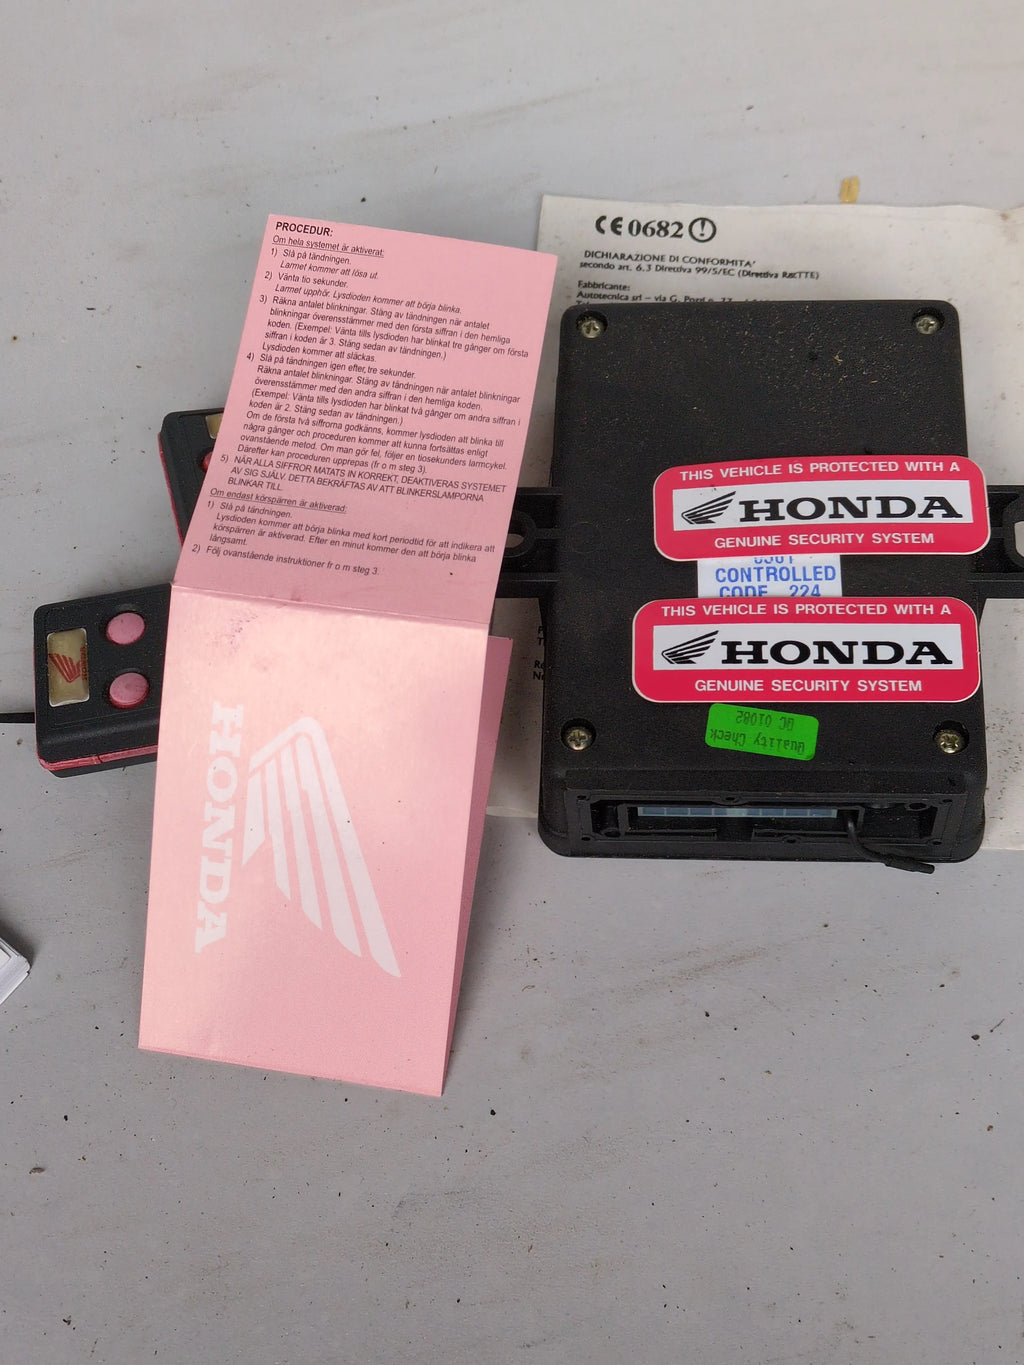 PROCEDUR:
Om hela systemet är aktiverat:
1) Slå på tändningen.
Larmet kommer att lösa ut.
2) Vänta tio sekunder.
Larmet upphör. Lysdioden kommer att börja blinka.
3) Räkna antalet blinkningar. Stäng av tändningen när antalet
blinkningar överensstämmer med den första siffran i den hemliga
koden. (Exempel: Vänta tills lysdioden har blinkat tre gånger om första
siffran i koden är 3. Stäng sedan av tändningen.)
Lysdioden kommer att släckas.
4) Slå på tändningen igen efter tre sekunder.
Räkna antalet blinkningar. Stäng av tändningen när antalet blinkningar
överensstämmer med den andra siffran i den hemliga koden.
(Exempel: Vänta tills lysdioden har blinkat två gånger om andra siffran i
koden är 2. Stäng sedan av tändningen.)
Om de första två siffrorna godkänns, kommer lysdioden att blinka till
några gånger och proceduren kommer att kunna fortsättas enligt
ovanstående metod. Om man gör fel, följer en tiosekunders larmcykel.
Därefter kan proceduren upprepas (fr o m steg 3).
5) NÄR ALLA SIFFROR MATATS IN KORREKT, DEAKTIVERAS SYSTEMET
AV SIG SJÄLV. DETTA BEKRÄFTAS AV ATT BLINKERSLAMPORNA
BLINKAR TILL.
Om endast körspärren är aktiverad:
1) Slå på tändningen.
Lysdioden kommer att börja blinka med kort periodtid för att indikera att
körspärren är aktiverad. Efter en minut kommer den att börja blinka
långsamt.
2) Följ ovanstående instruktioner fr o m steg 3.
HONDA
CE 0682
DICHIARAZIONE DI CONFORMITA'
secondo art. 6.3 Direttiva 99/5/EC (Direttiva R&TTE)
Fabbricante:
Autotecnica srl – via G.
THIS VEHICLE IS PROTECTED WITH A
HONDA
GENUINE SECURITY SYSTEM
CONTROLLED
CODE 224
THIS VEHICLE IS PROTECTED WITH A
HONDA
GENUINE SECURITY SYSTEM
Quality Check
QC 01082